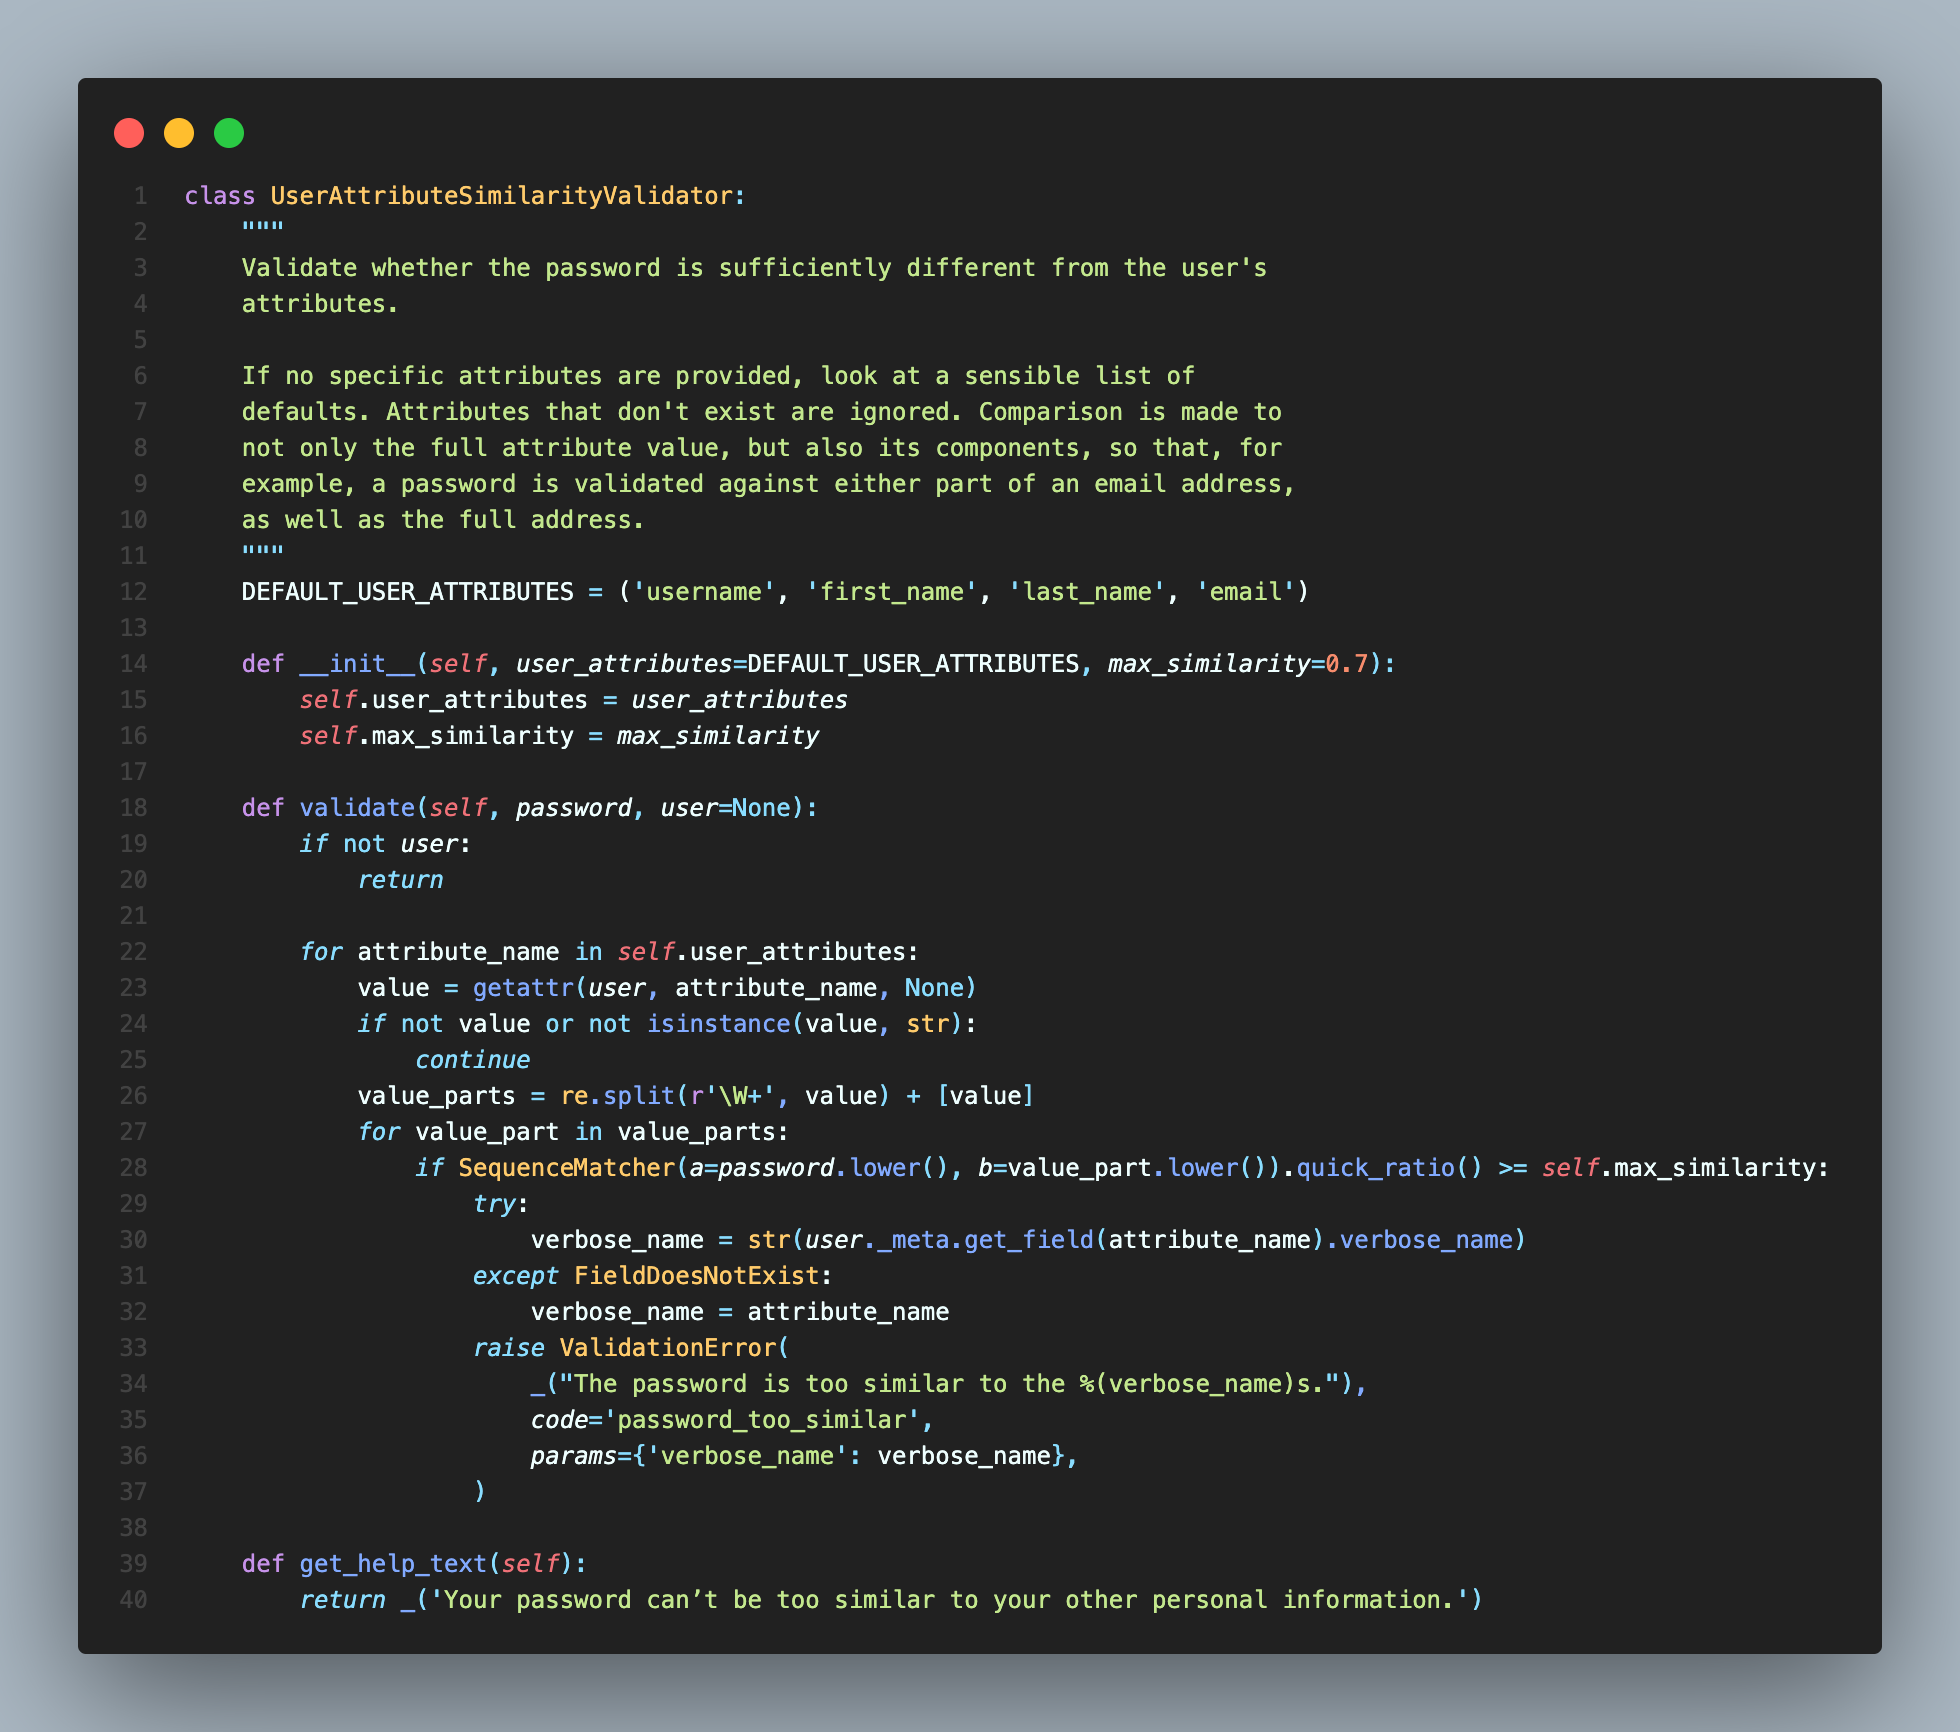 1 class UserAttributeSimilarityValidator:
2     """
3     Validate whether the password is sufficiently different from the user's
4     attributes.
5
6     If no specific attributes are provided, look at a sensible list of
7     defaults. Attributes that don't exist are ignored. Comparison is made to
8     not only the full attribute value, but also its components, so that, for
9     example, a password is validated against either part of an email address,
10     as well as the full address.
11     """
12     DEFAULT_USER_ATTRIBUTES = ('username', 'first_name', 'last_name', 'email')
13
14     def __init__(self, user_attributes=DEFAULT_USER_ATTRIBUTES, max_similarity=0.7):
15         self.user_attributes = user_attributes
16         self.max_similarity = max_similarity
17
18     def validate(self, password, user=None):
19         if not user:
20             return
21
22         for attribute_name in self.user_attributes:
23             value = getattr(user, attribute_name, None)
24             if not value or not isinstance(value, str):
25                 continue
26             value_parts = re.split(r'\W+', value) + [value]
27             for value_part in value_parts:
28                 if SequenceMatcher(a=password.lower(), b=value_part.lower()).quick_ratio() >= self.max_similarity:
29                     try:
30                         verbose_name = str(user._meta.get_field(attribute_name).verbose_name)
31                     except FieldDoesNotExist:
32                         verbose_name = attribute_name
33                     raise ValidationError(
34                         _("The password is too similar to the %(verbose_name)s."),
35                         code='password_too_similar',
36                         params={'verbose_name': verbose_name},
37                     )
38
39     def get_help_text(self):
40         return _('Your password can’t be too similar to your other personal information.')